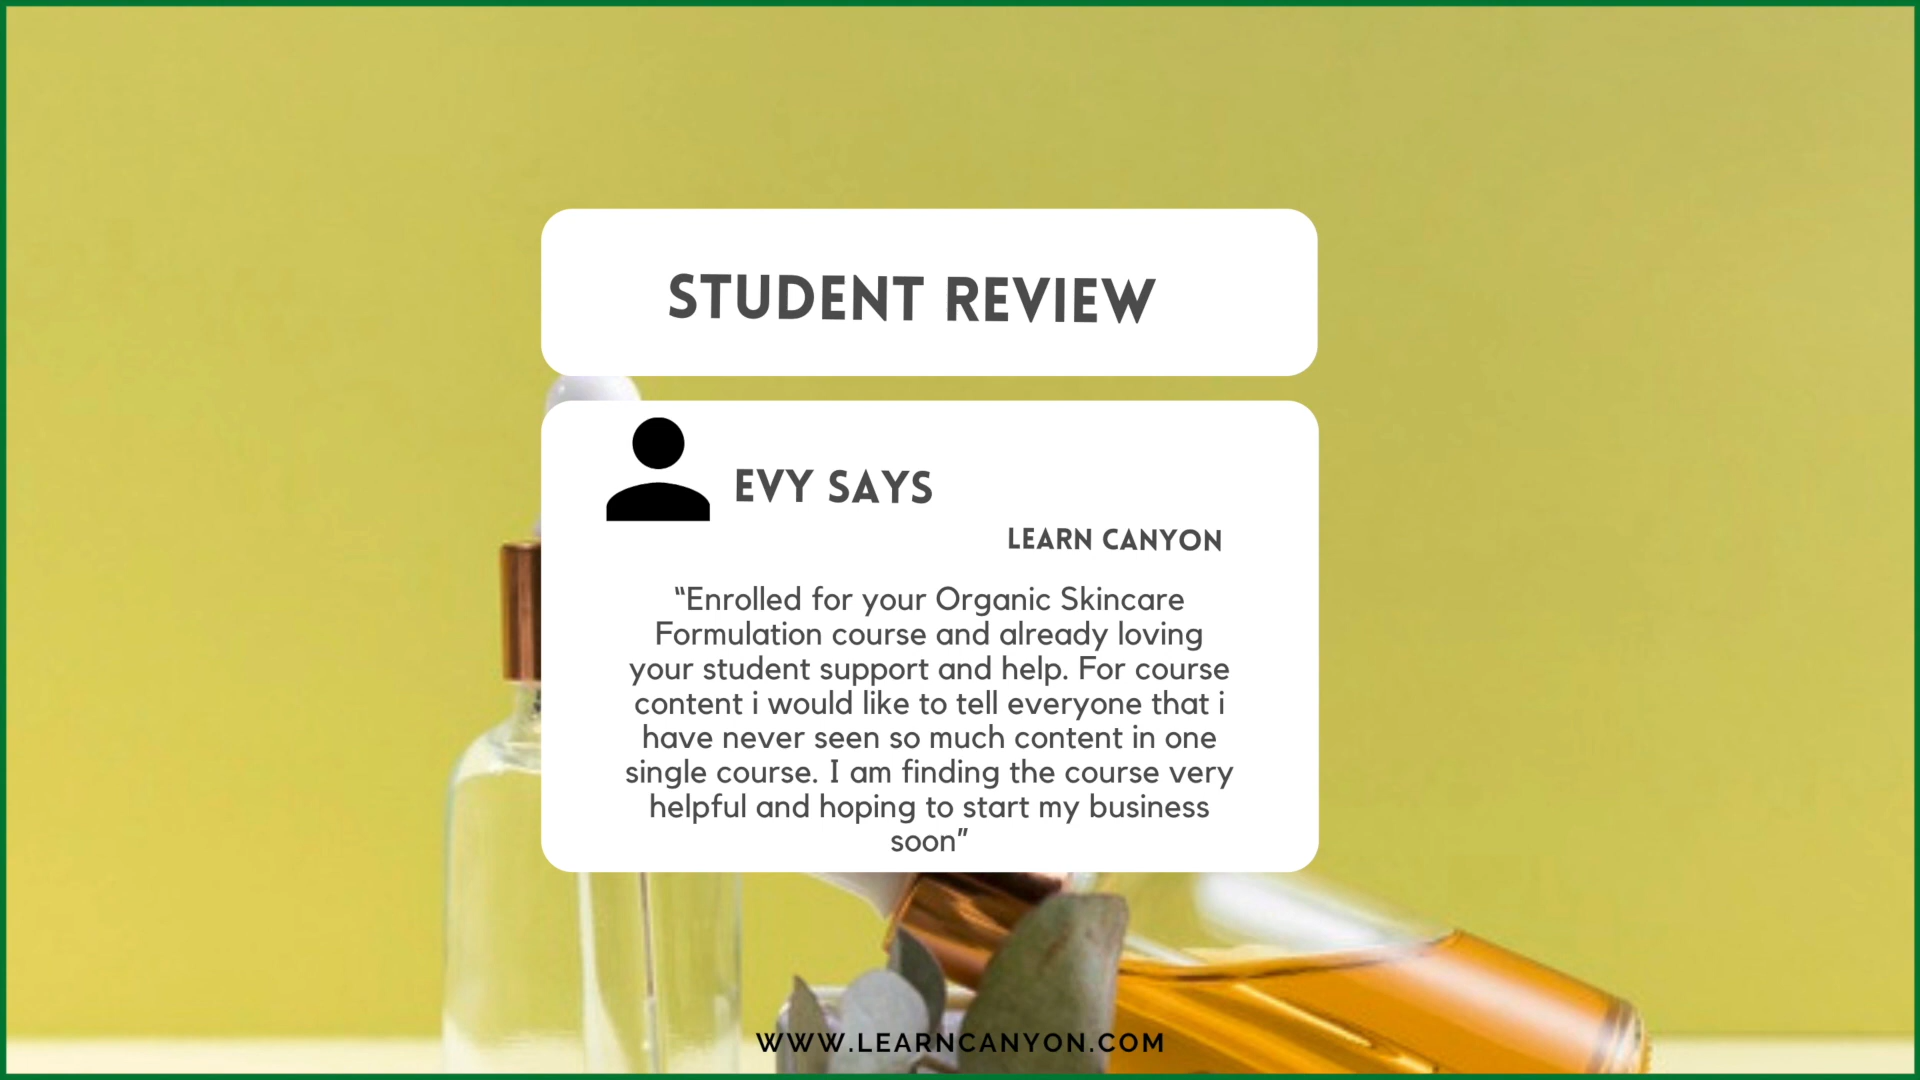 STUDENT REVIEW
EVY SAYS
LEARN CANYON
“Enrolled for your Organic Skincare
Formulation course and already loving
your student support and help. For course
content i would like to tell everyone that i
have never seen so much content in one
single course. I am finding the course very
helpful and hoping to start my business
soon”
WWW.LEARNCANYON.COM